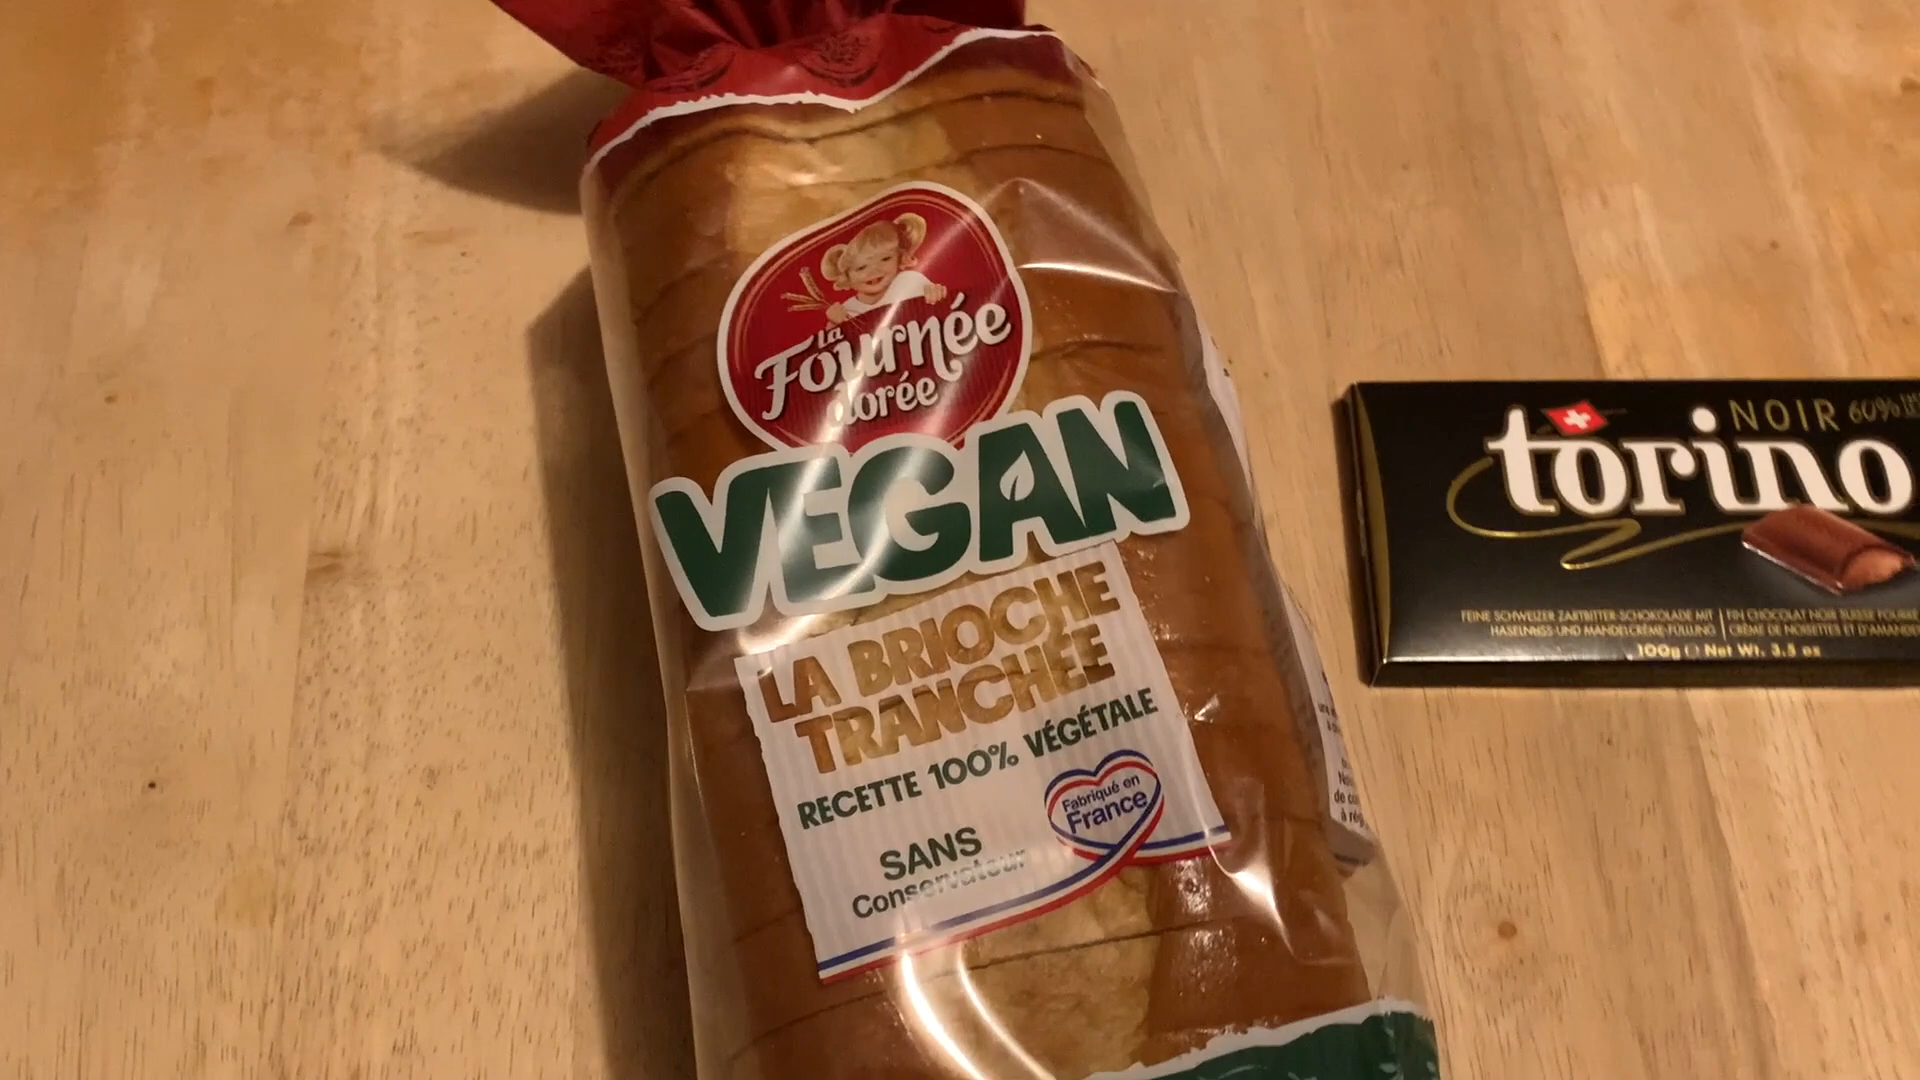 la
Fournée
dorée
VEGAN
LA BRIOCHE
TRANCHÉE
RECETTE 100% VÉGÉTALE
SANS
Conservateur
Fabriqué en
France
NOIR 60%
torino
FEINE SCHWEIZER ZARTBITTER-SCHOKOLADE MIT
HASELNUSS- UND MANDELCRÈME-FÜLLUNG
FIN CHOCOLAT NOIR SUISSE FOURRÉ
CRÈME DE NOISETTES ET D'AMANDE
100g e Net Wt. 3.5 oz